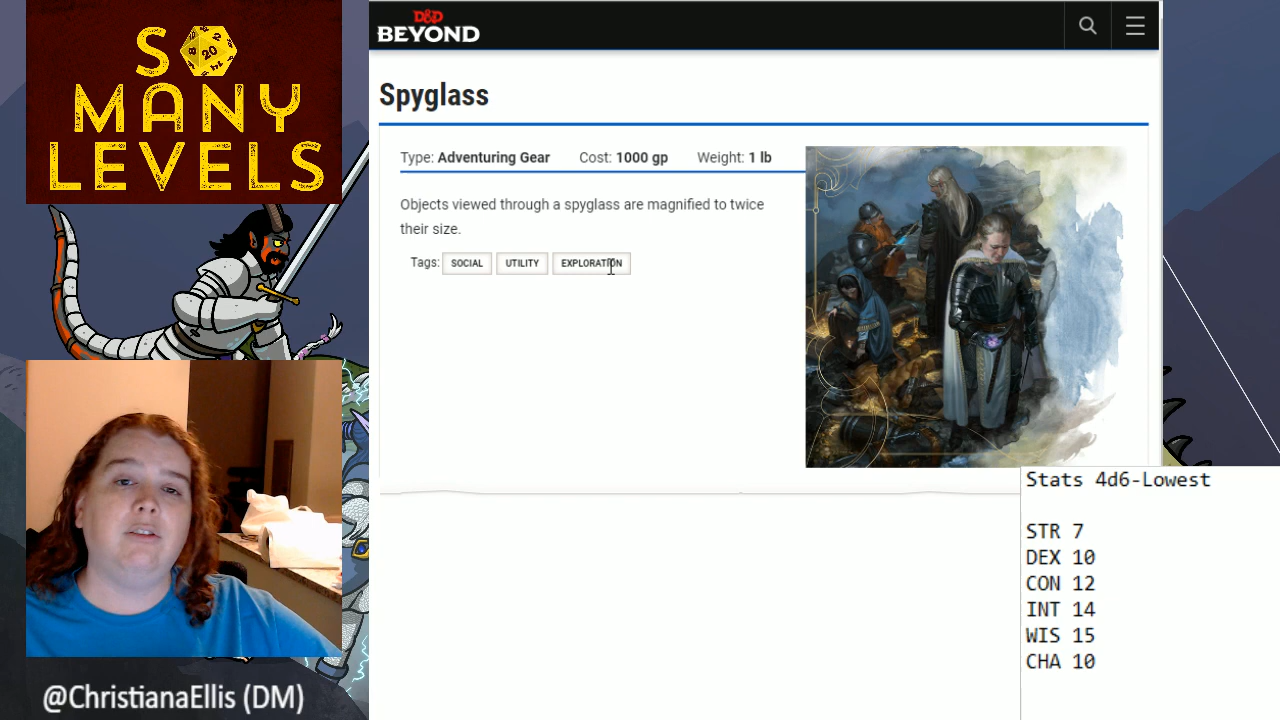 SO
MANY
LEVELS
20
@ChristianaEllis (DM)
D&D
BEYOND
Spyglass
Type: Adventuring Gear Cost: 1000 gp Weight: 1 lb
Objects viewed through a spyglass are magnified to twice
their size.
Tags: SOCIAL UTILITY EXPLORATION
Stats 4d6-Lowest
STR 7
DEX 10
CON 12
INT 14
WIS 15
CHA 10